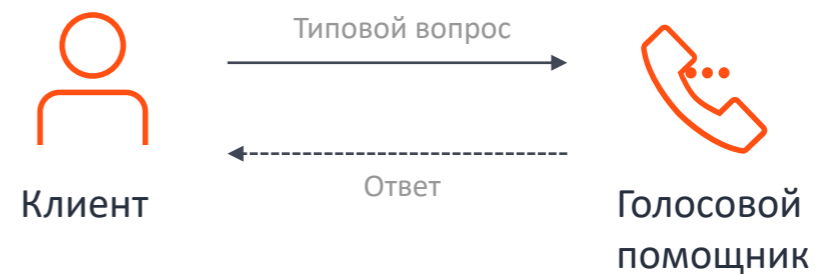 Типовой вопрос
Ответ
Клиент
Голосовой
помощник